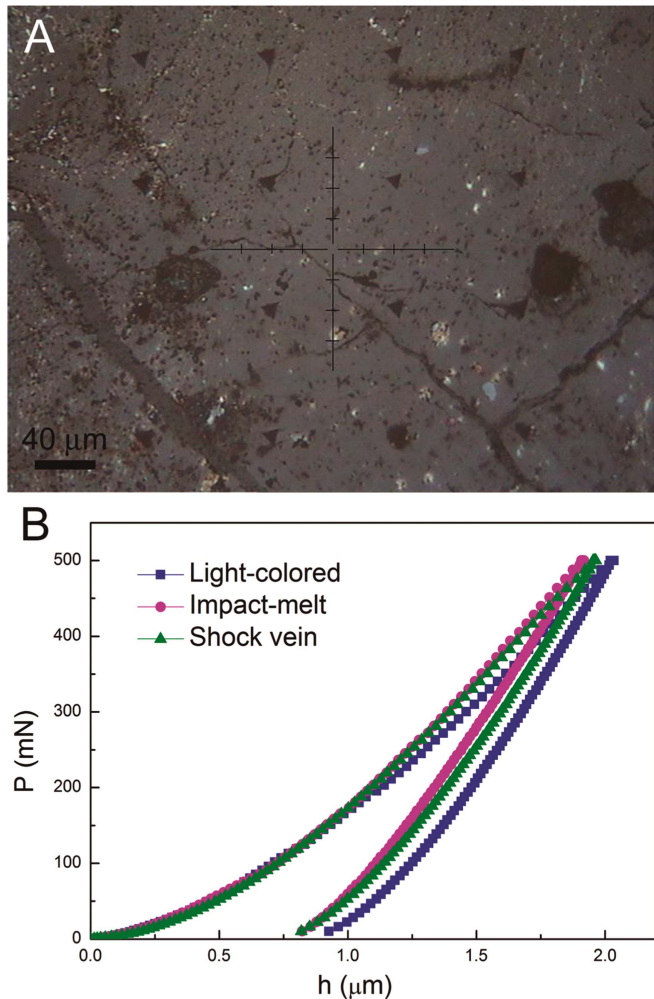 A
40 μm
B
500
400
300
200
100
0
P (mN)
Light-colored
Impact-melt
Shock vein
0.0 0.5 1.0 1.5 2.0
h (μm)